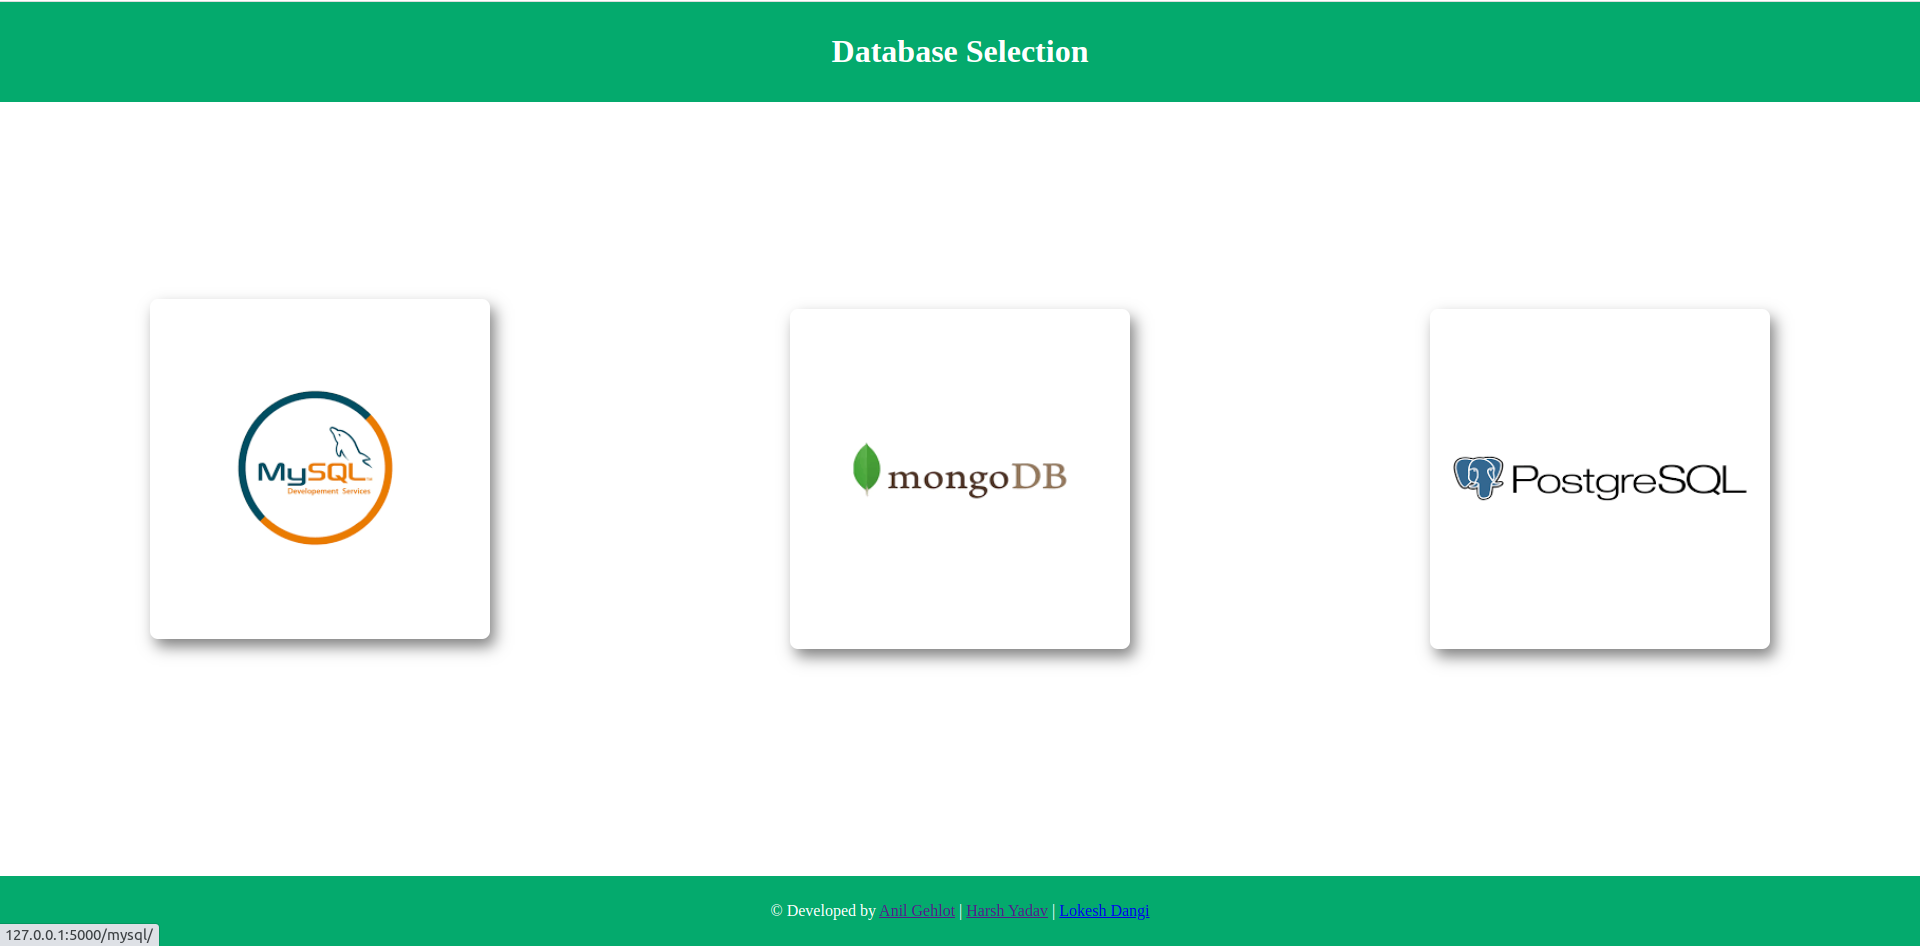 Database Selection
MySQL™
Developement Services
mongoDB
PostgreSQL
© Developed by Anil Gehlot | Harsh Yadav | Lokesh Dangi
127.0.0.1:5000/mysql/